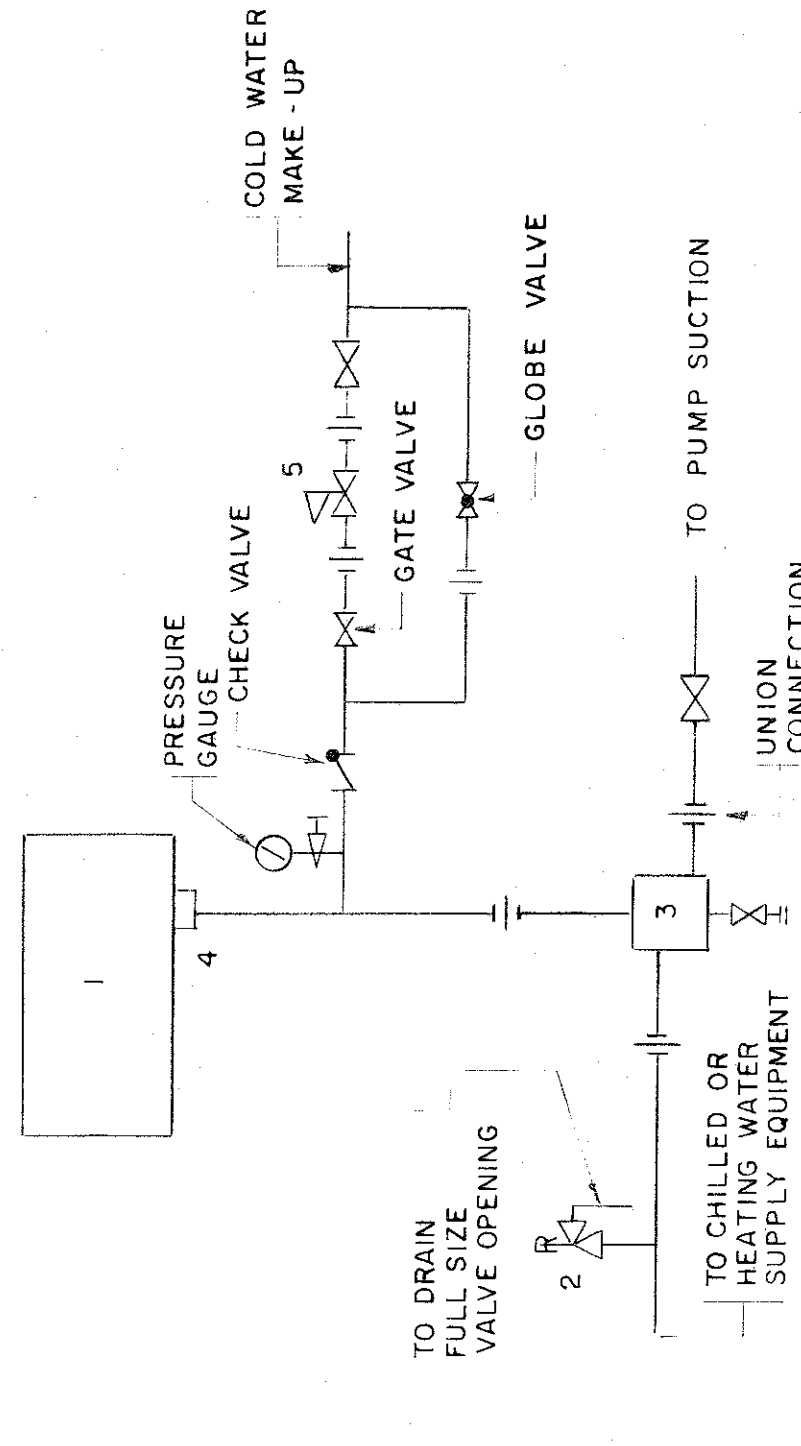 COLD WATER
MAKE - UP
PRESSURE
GAUGE
CHECK VALVE
5
GATE VALVE
GLOBE VALVE
1
4
TO DRAIN
FULL SIZE
VALVE OPENING
2
R
3
TO PUMP SUCTION
TO CHILLED OR
HEATING WATER
SUPPLY EQUIPMENT
UNION
CONNECTION